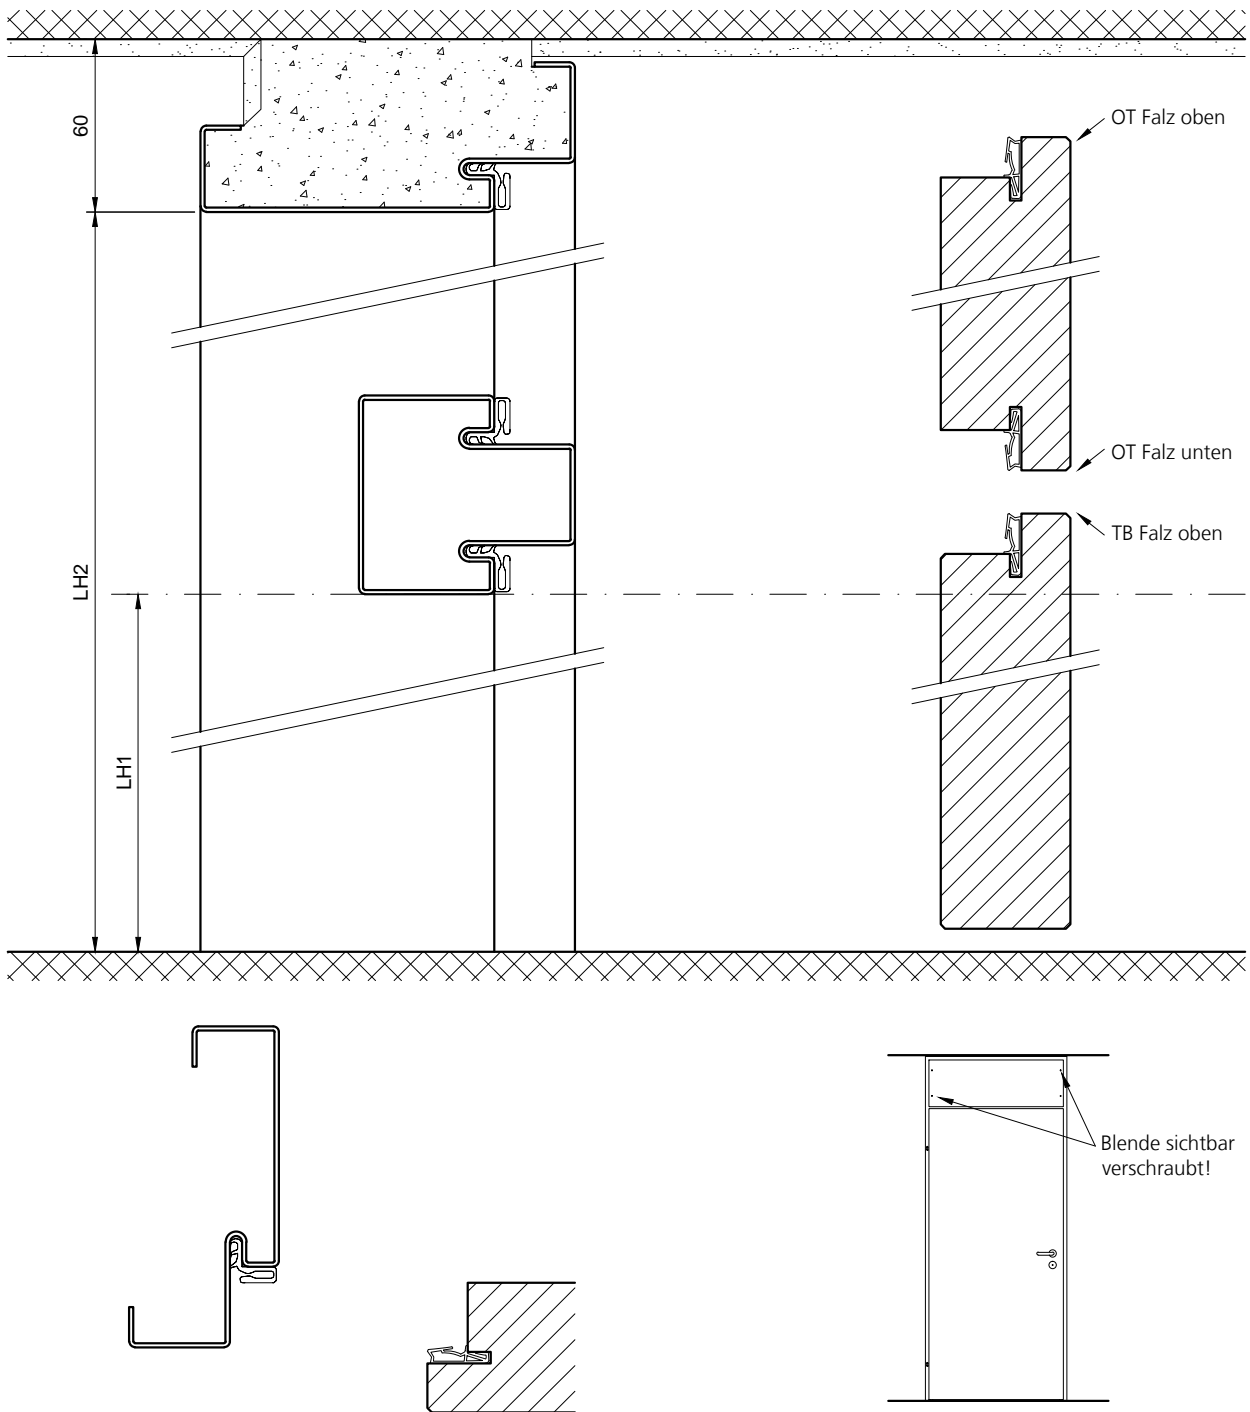 OT Falz oben
60
OT Falz unten
TB Falz oben
LH2
LH1
Blende sichtbar
verschraubt!